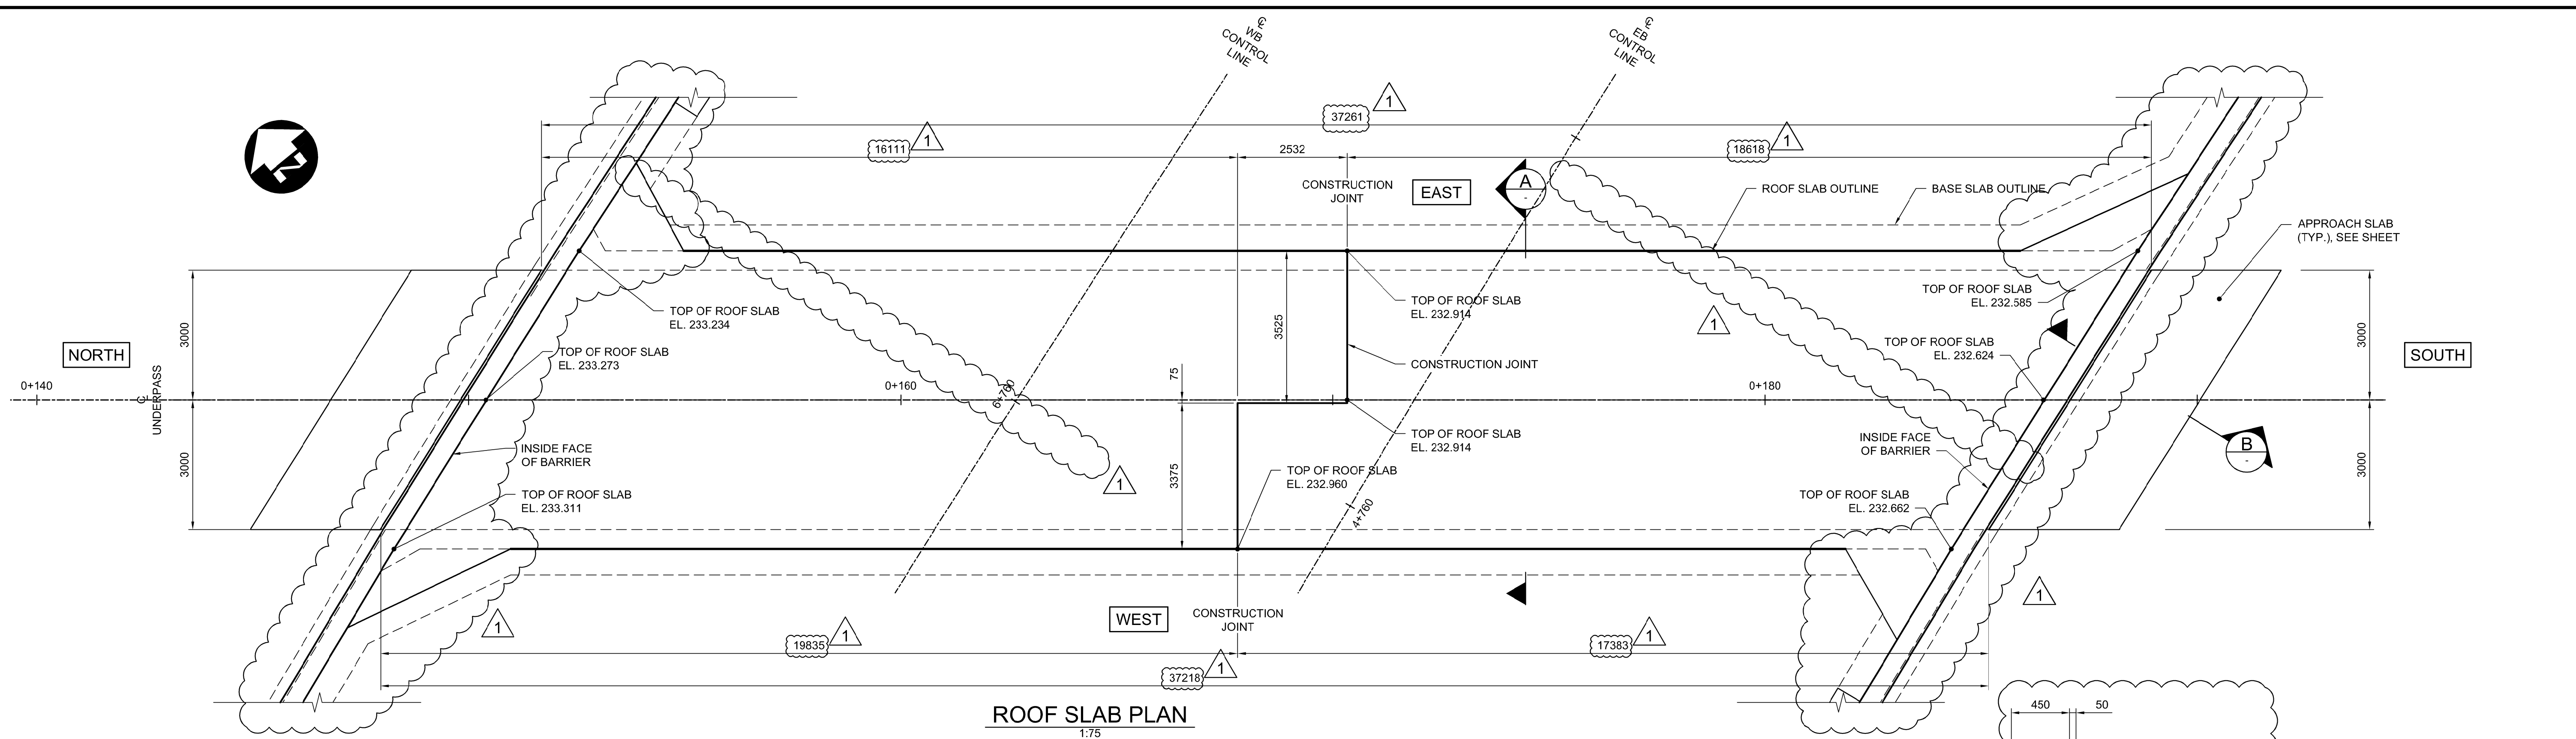 ℄
WB
CONTROL
LINE
℄
EB
CONTROL
LINE
37261
1
16111
1
2532
18618
1
N
CONSTRUCTION
JOINT
EAST
A
-
ROOF SLAB OUTLINE
BASE SLAB OUTLINE
APPROACH SLAB
(TYP.), SEE SHEET
TOP OF ROOF SLAB
EL. 233.234
TOP OF ROOF SLAB
EL. 232.914
TOP OF ROOF SLAB
EL. 232.585
3000
3525
1
3000
NORTH
TOP OF ROOF SLAB
EL. 233.273
CONSTRUCTION JOINT
TOP OF ROOF SLAB
EL. 232.624
SOUTH
75
0+140
℄
UNDERPASS
0+160
6+760
0+180
3000
INSIDE FACE
OF BARRIER
TOP OF ROOF SLAB
EL. 232.914
INSIDE FACE
OF BARRIER
B
-
3000
3375
TOP OF ROOF SLAB
EL. 232.960
1
TOP OF ROOF SLAB
EL. 233.311
4+760
TOP OF ROOF SLAB
EL. 232.662
1
1
WEST
CONSTRUCTION
JOINT
19835
1
17383
1
37218
1
450
50
ROOF SLAB PLAN
1:75